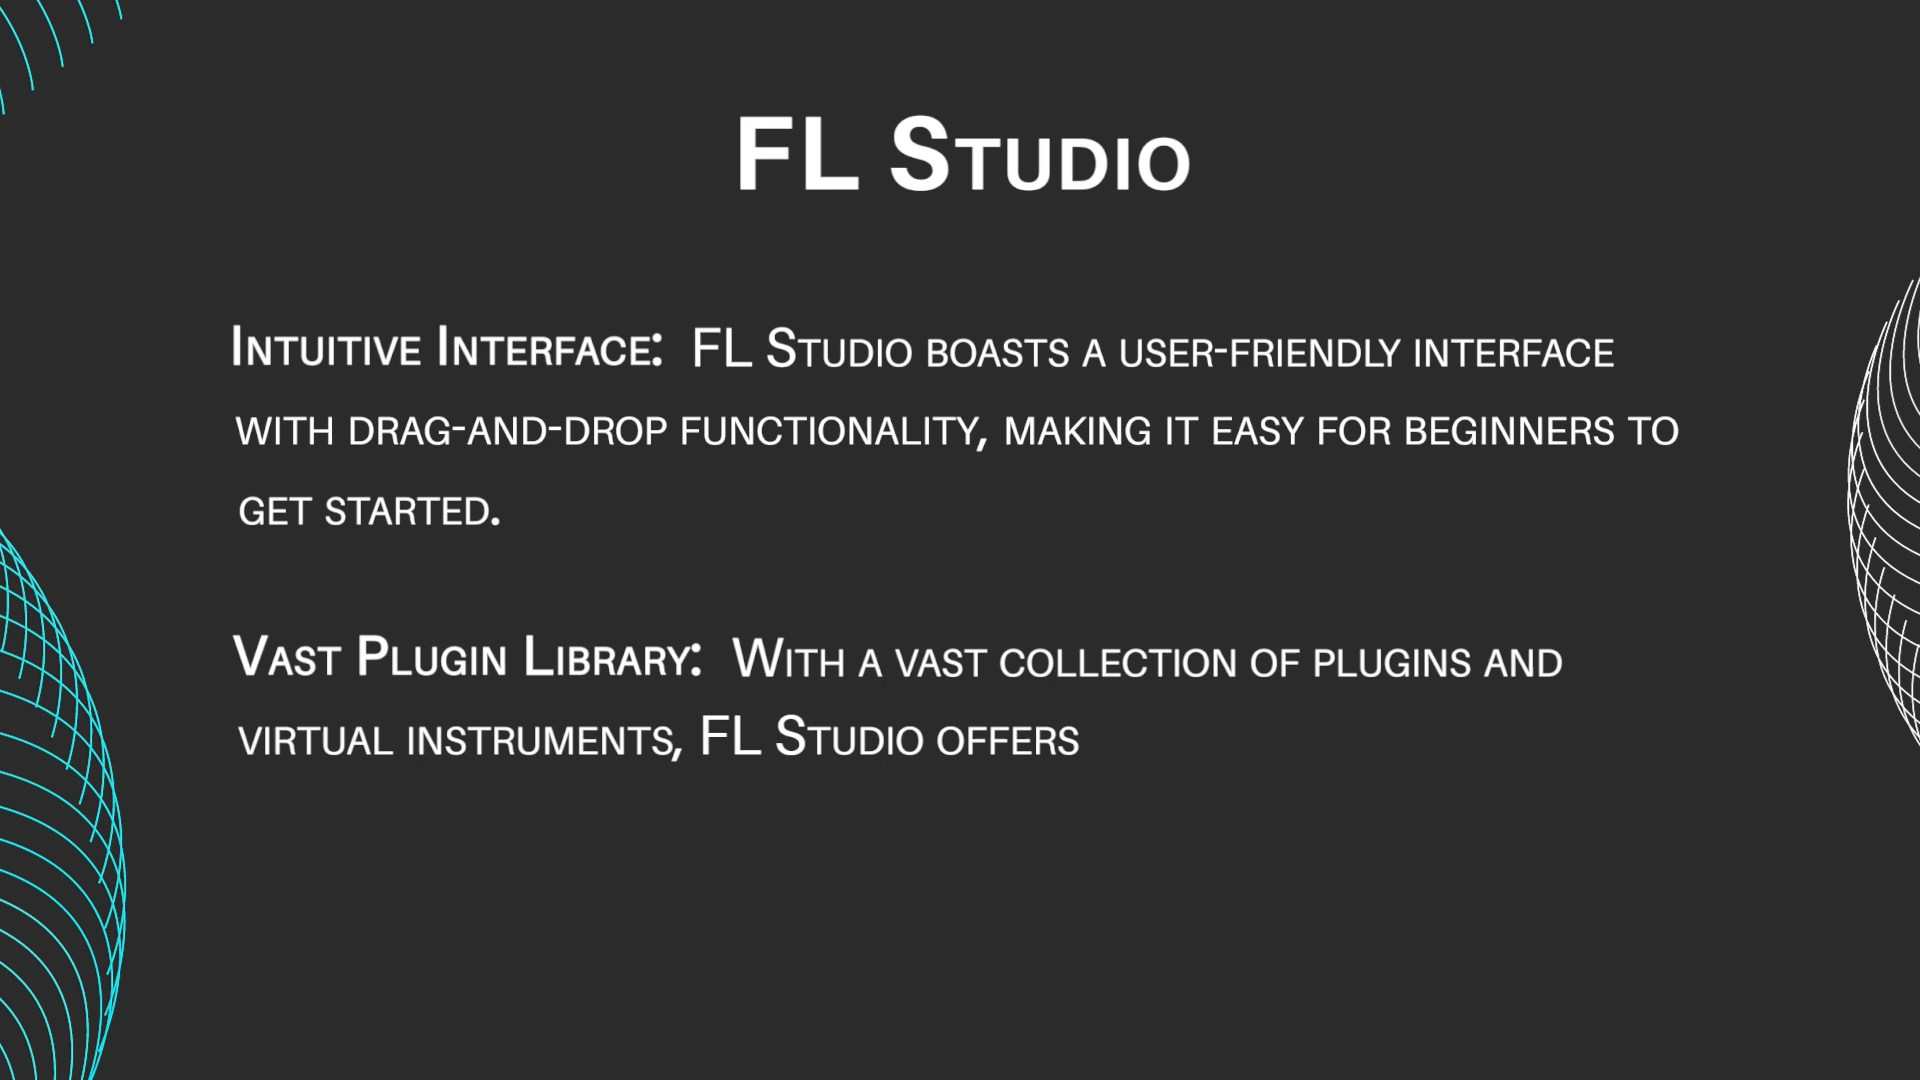 FL Studio
Intuitive Interface: FL Studio boasts a user-friendly interface
with drag-and-drop functionality, making it easy for beginners to
get started.
Vast Plugin Library: With a vast collection of plugins and
virtual instruments, FL Studio offers